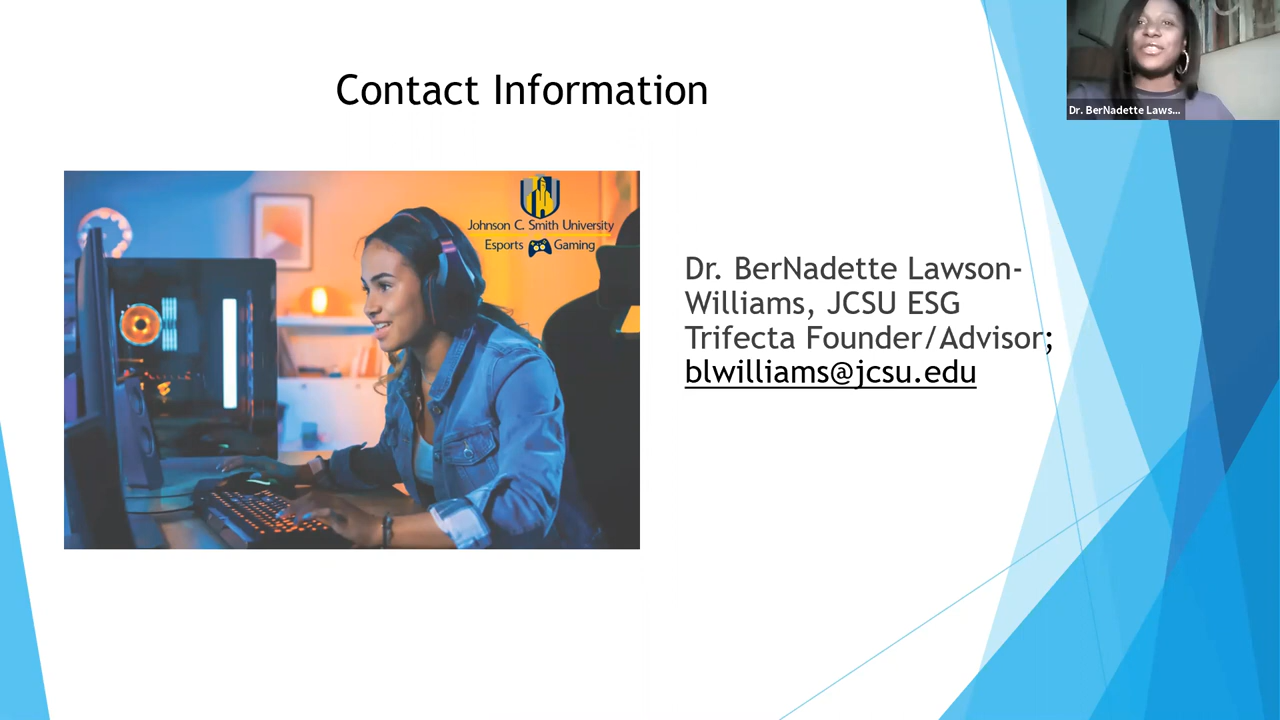 Contact Information
Dr. BerNadette Laws...
Johnson C. Smith University
Esports Gaming
Dr. BerNadette Lawson-
Williams, JCSU ESG
Trifecta Founder/Advisor;
blwilliams@jcsu.edu